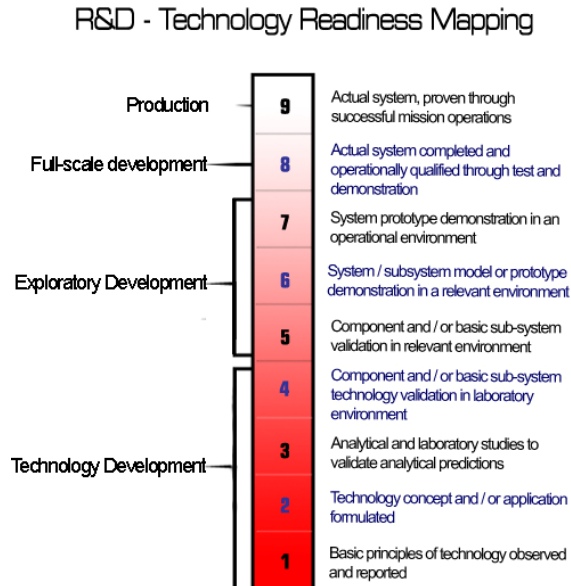 R&D - Technology Readiness Mapping
Production
9
Actual system, proven through
successful mission operations
Full-scale development
8
Actual system completed and
operationally qualified through test and
demonstration
7
System prototype demonstration in an
operational environment
Exploratory Development
6
System / subsystem model or prototype
demonstration in a relevant environment
5
Component and / or basic sub-system
validation in relevant environment
4
Component and / or basic sub-system
technology validation in laboratory
environment
Technology Development
3
Analytical and laboratory studies to
validate analytical predictions
2
Technology concept and / or application
formulated
1
Basic principles of technology observed
and reported